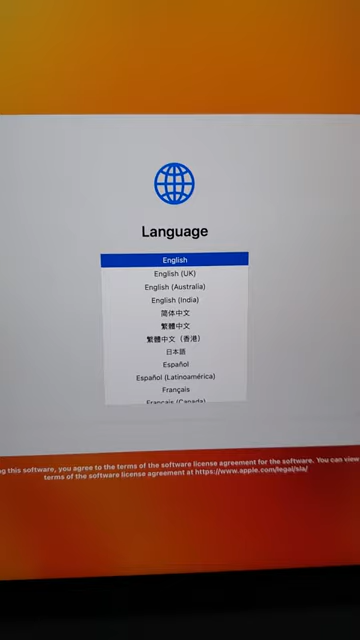 Language
English
English (UK)
English (Australia)
English (India)
简体中文
繁體中文
繁體中文（香港）
日本語
Español
Español (Latinoamérica)
Français
Français (Canada)
this software, you agree to the terms of the software license agreement for the software. You can view
terms of the software license agreement at https://www.apple.com/legal/sla/